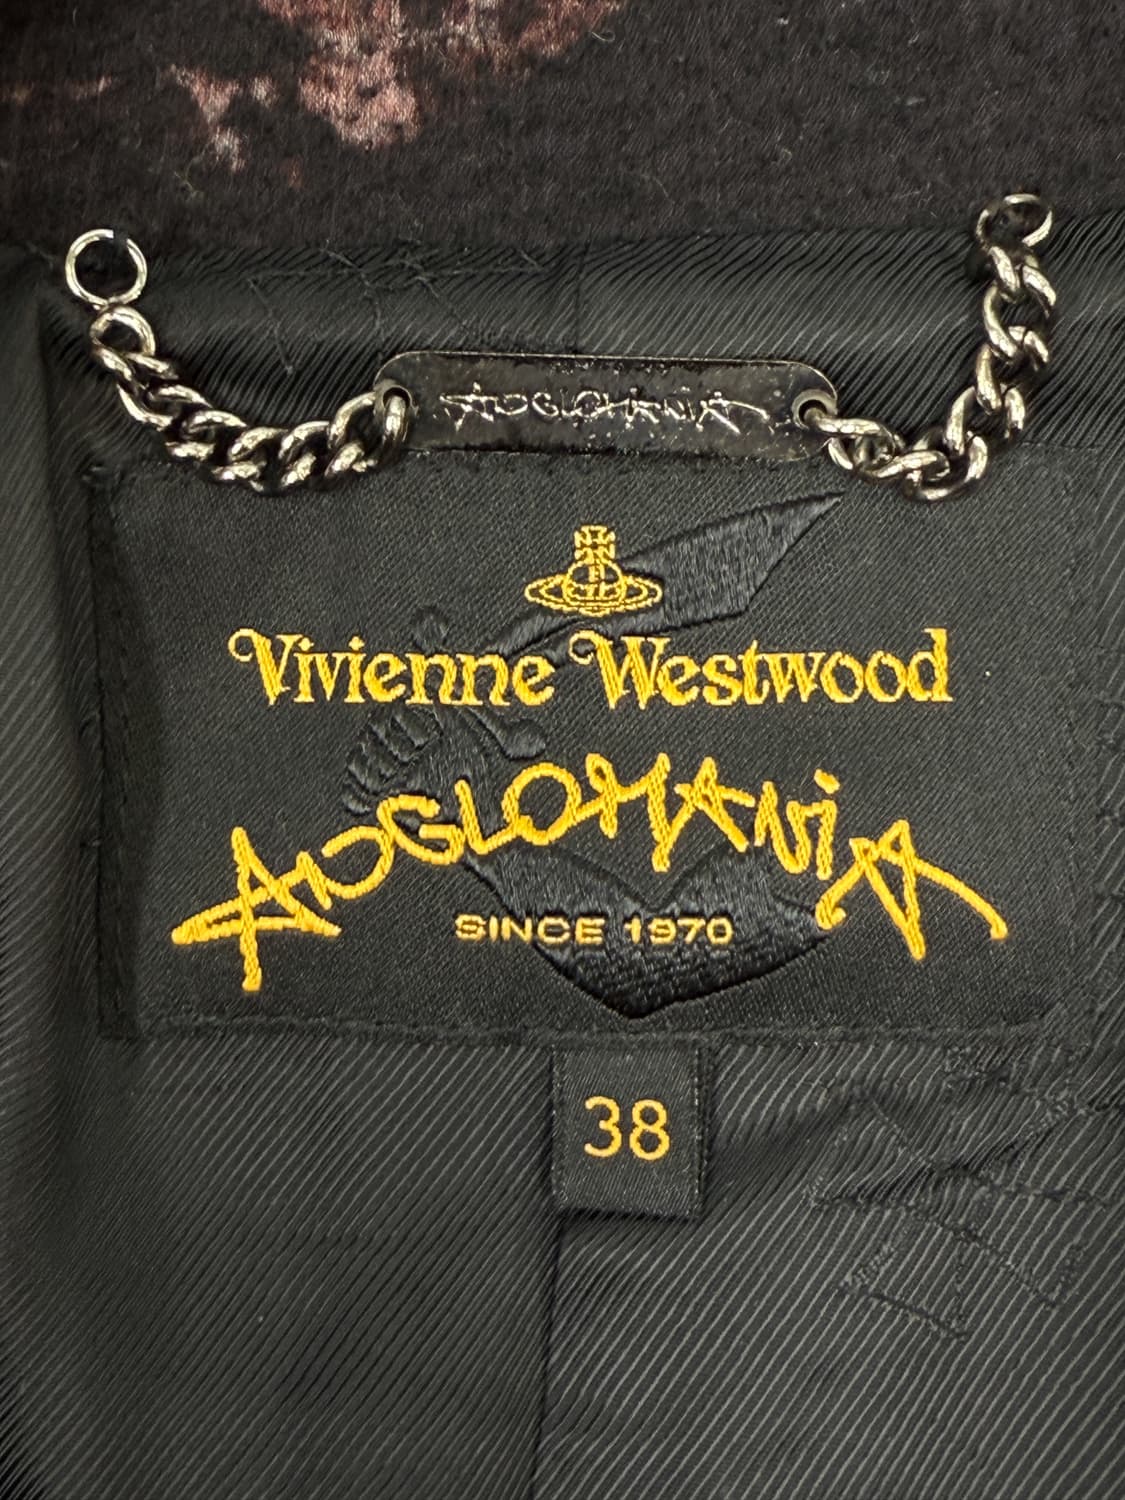 ANGLOMANIA
Vivienne Westwood
ANGLOMANIA
SINCE 1970
38